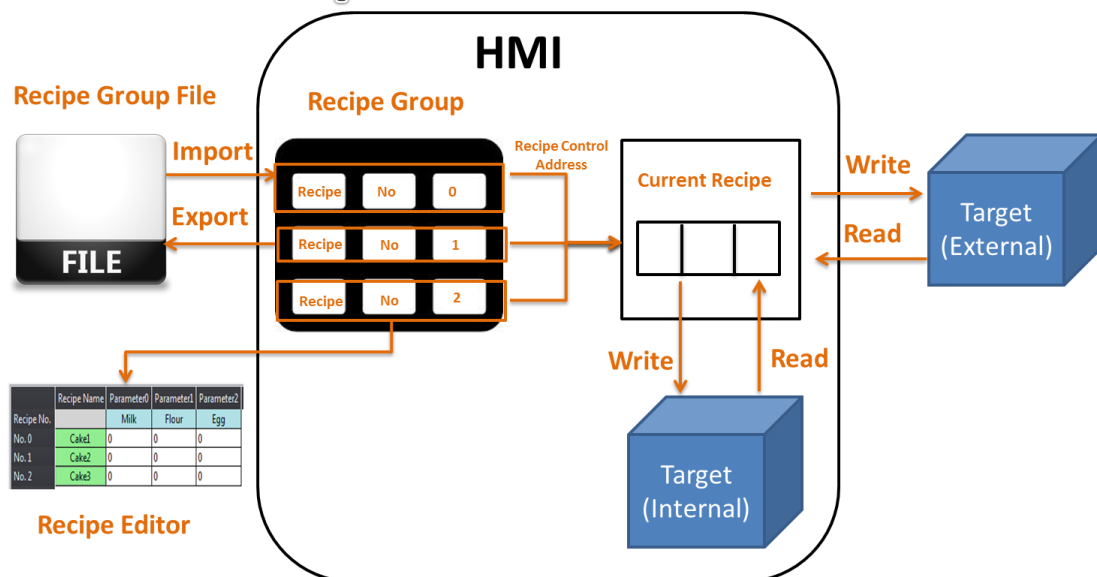 HMI
Recipe Group File
Recipe Group
Import
Export
FILE
Recipe No 0
Recipe No 1
Recipe No 2
Recipe Control
Address
Current Recipe
Write
Read
Target
(External)
Write
Read
Target
(Internal)
Recipe Name Parameter0 Parameter1 Parameter2
Recipe No. Milk Flour Egg
No. 0 Cake1 0 0 0
No. 1 Cake2 0 0 0
No. 2 Cake3 0 0 0
Recipe Editor